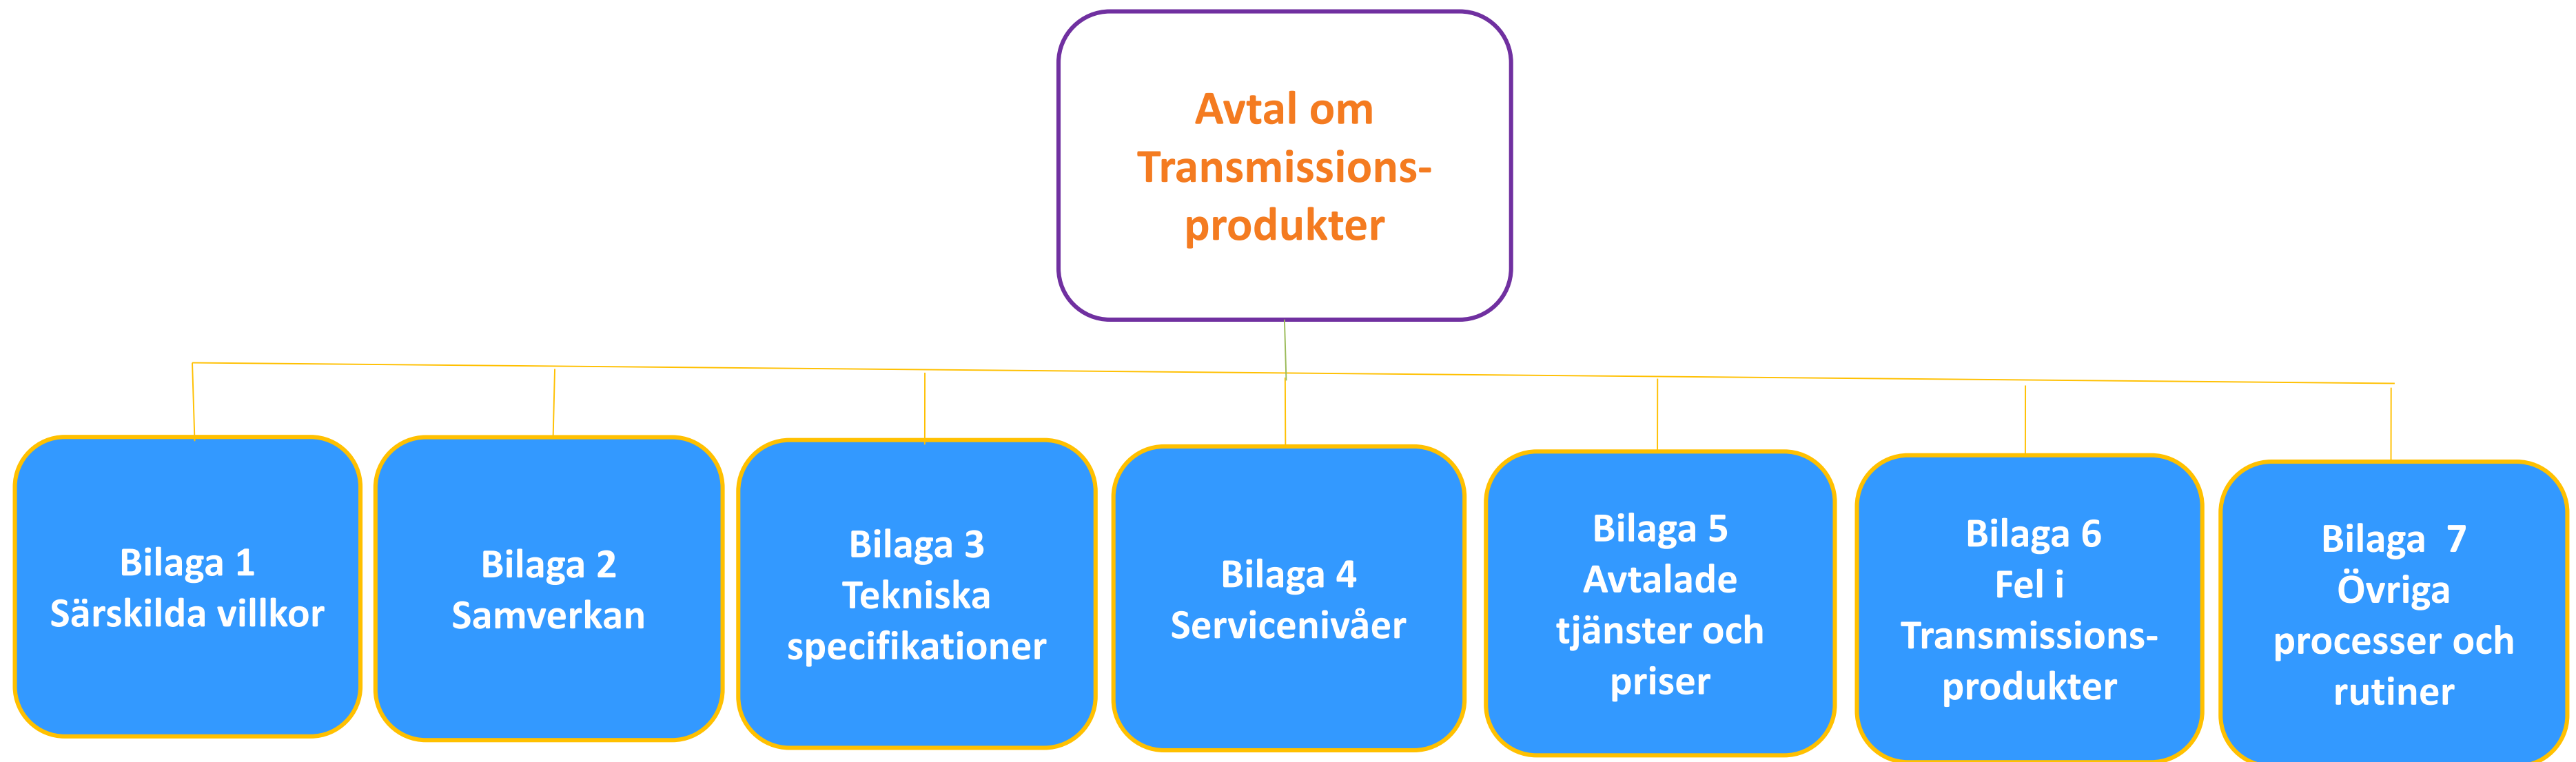 Avtal om
Transmissions-
produkter
Bilaga 1
Särskilda villkor
Bilaga 2
Samverkan
Bilaga 3
Tekniska
specifikationer
Bilaga 4
Servicenivåer
Bilaga 5
Avtalade
tjänster och
priser
Bilaga 6
Fel i
Transmissions-
produkter
Bilaga  7
Övriga
processer och
rutiner